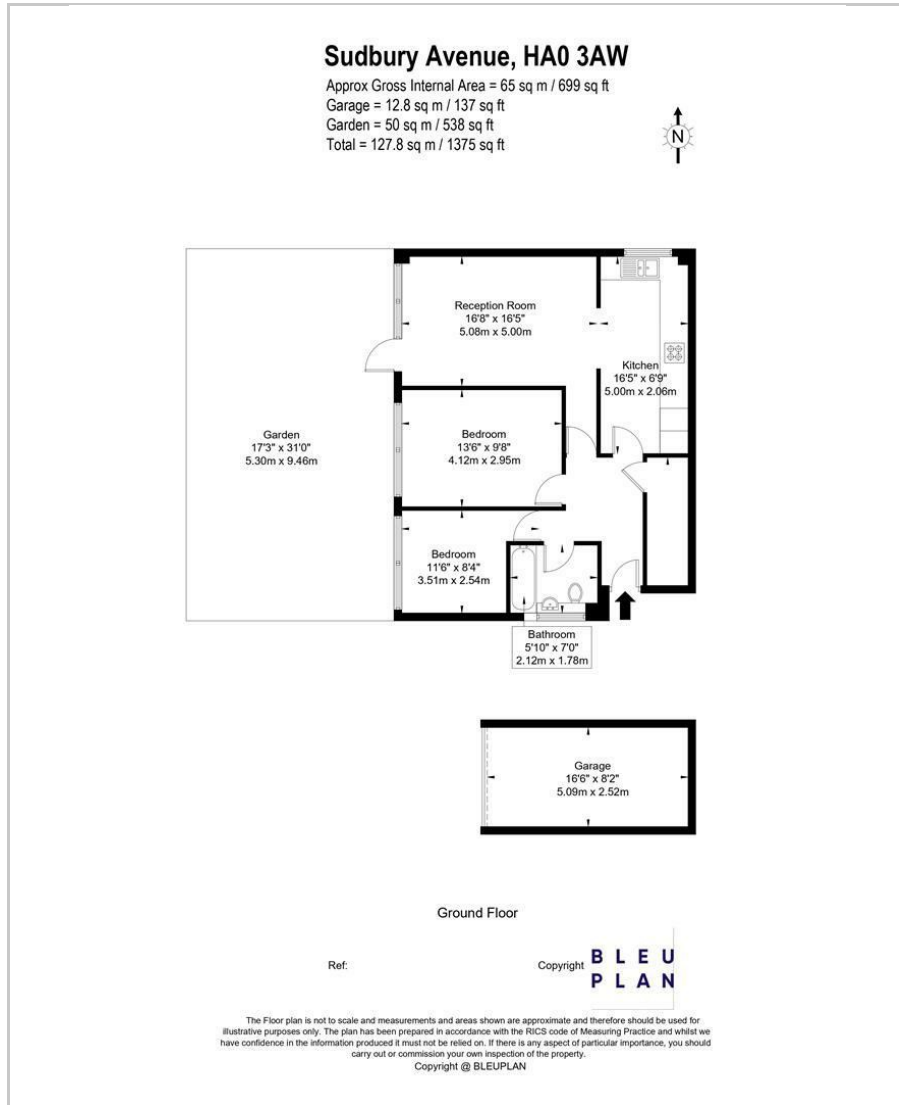 Sudbury Avenue, HA0 3AW
Approx Gross Internal Area = 65 sq m / 699 sq ft
Garage = 12.8 sq m / 137 sq ft
Garden = 50 sq m / 538 sq ft
Total = 127.8 sq m / 1375 sq ft
N
Reception Room
16'8" x 16'5"
5.08m x 5.00m
Kitchen
16'5" x 6'9"
5.00m x 2.06m
Garden
17'3" x 31'0"
5.30m x 9.46m
Bedroom
13'6" x 9'8"
4.12m x 2.95m
Bedroom
11'6" x 8'4"
3.51m x 2.54m
Bathroom
5'10" x 7'0"
2.12m x 1.78m
Garage
16'6" x 8'2"
5.09m x 2.52m
Ground Floor
Ref:
Copyright
BLEU
PLAN
The Floor plan is not to scale and measurements and areas shown are approximate and therefore should be used for
illustrative purposes only. The plan has been prepared in accordance with the RICS code of Measuring Practice and whilst we
have confidence in the information produced it must not be relied on. If there is any aspect of particular importance, you should
carry out or commission your own inspection of the property.
Copyright @ BLEUPLAN